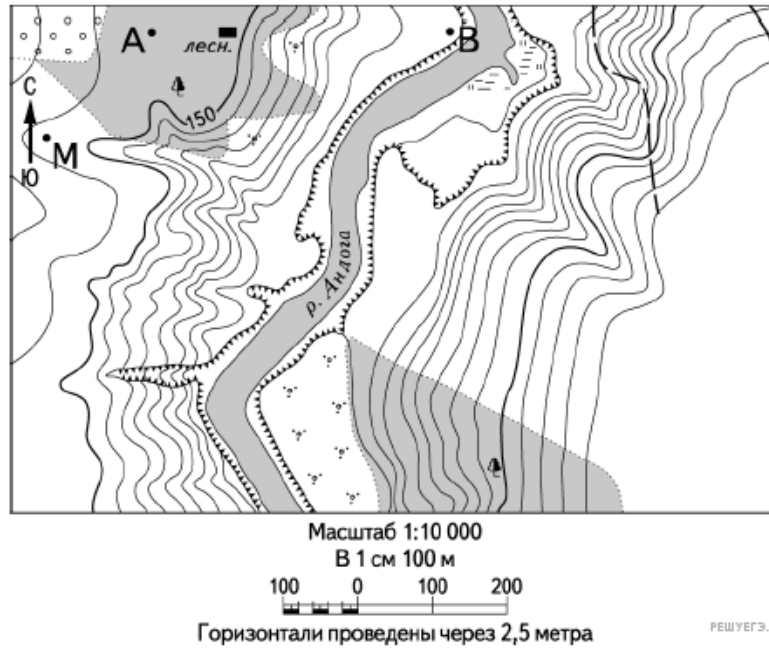 А лесн. В
С
150
М
Ю
р. Анлога
Масштаб 1:10 000
В 1 см 100 м
100 0 100 200
Горизонтали проведены через 2,5 метра
РЕШУЕГЭ.